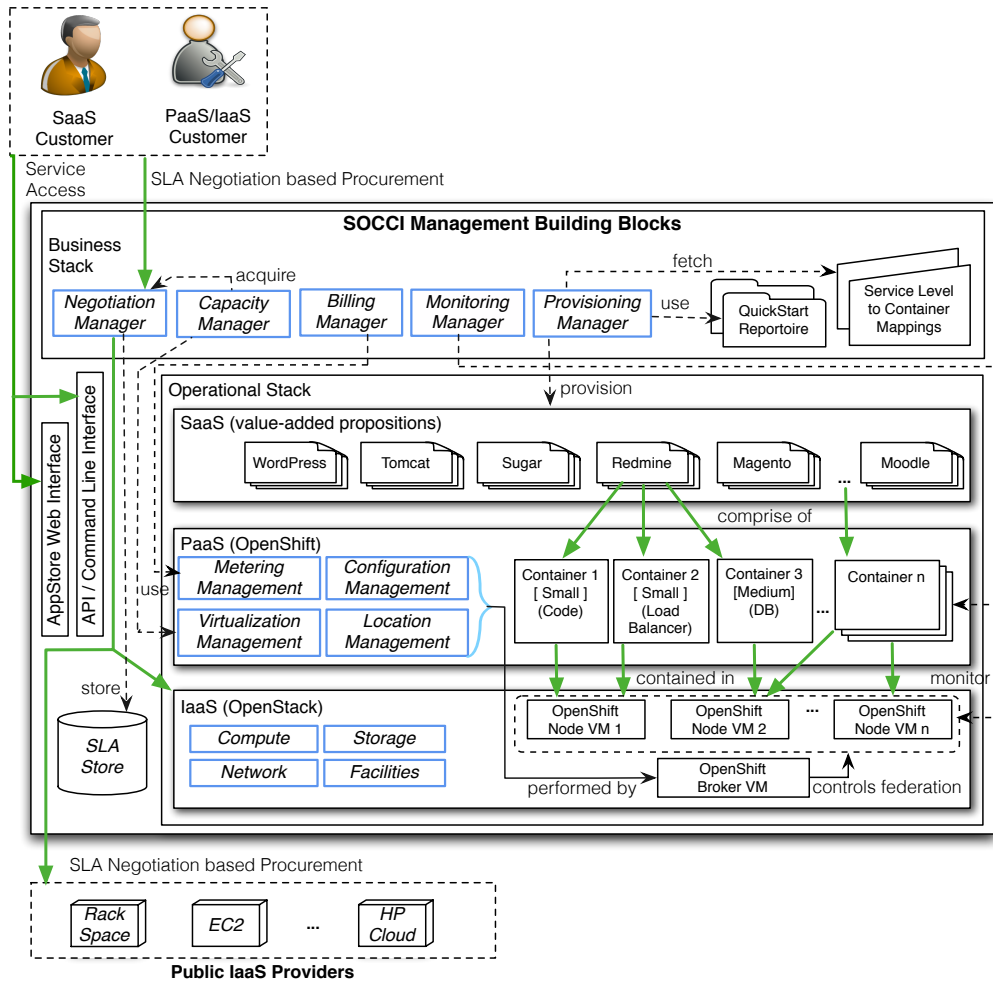 SaaS
Customer
PaaS/IaaS
Customer
Service
Access
SLA Negotiation based Procurement
SOCCI Management Building Blocks
Business
Stack
acquire
fetch
Negotiation
Manager
Capacity
Manager
Billing
Manager
Monitoring
Manager
Provisioning
Manager
use
QuickStart
Reportoire
Service Level
to Container
Mappings
AppStore Web Interface
API / Command Line Interface
Operational Stack
provision
SaaS (value-added propositions)
WordPress
Tomcat
Sugar
Redmine
Magento
...
Moodle
comprise of
PaaS (OpenShift)
Metering
Management
Configuration
Management
use
Virtualization
Management
Location
Management
Container 1
[ Small ]
(Code)
Container 2
[ Small ]
(Load
Balancer)
Container 3
[Medium]
(DB)
...
Container n
contained in
monitor
store
SLA
Store
IaaS (OpenStack)
Compute
Storage
Network
Facilities
OpenShift
Node VM 1
OpenShift
Node VM 2
...
OpenShift
Node VM n
performed by
OpenShift
Broker VM
controls federation
SLA Negotiation based Procurement
Rack
Space
EC2
...
HP
Cloud
Public IaaS Providers